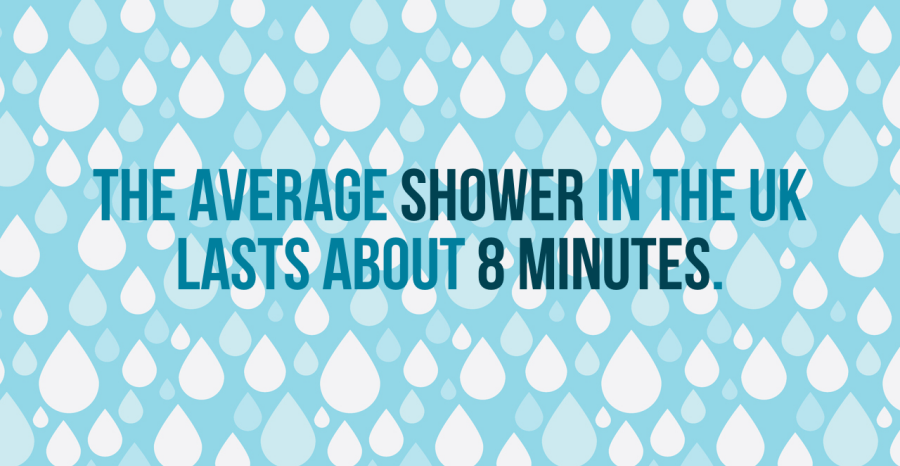 THE AVERAGE SHOWER IN THE UK
LASTS ABOUT 8 MINUTES.